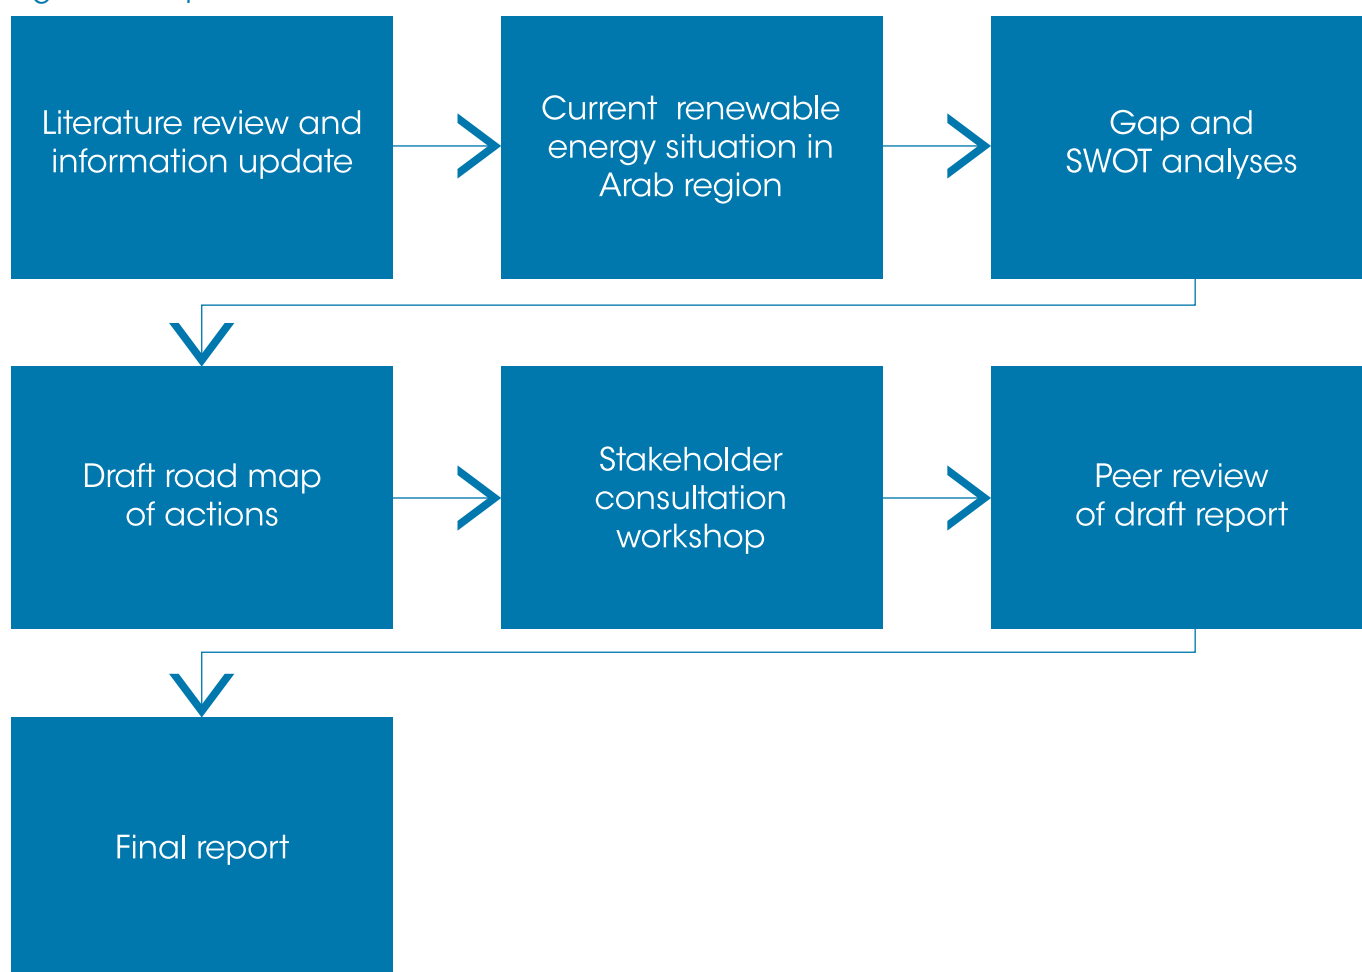 Literature review and
information update
Current renewable
energy situation in
Arab region
Gap and
SWOT analyses
Draft road map
of actions
Stakeholder
consultation
workshop
Peer review
of draft report
Final report